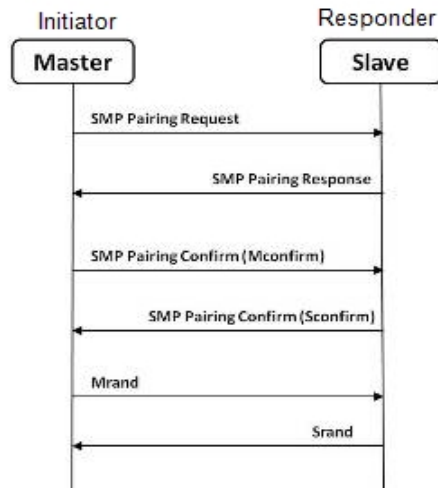 Initiator
Responder
Master
Slave
SMP Pairing Request
SMP Pairing Response
SMP Pairing Confirm (Mconfirm)
SMP Pairing Confirm (Sconfirm)
Mrand
Srand